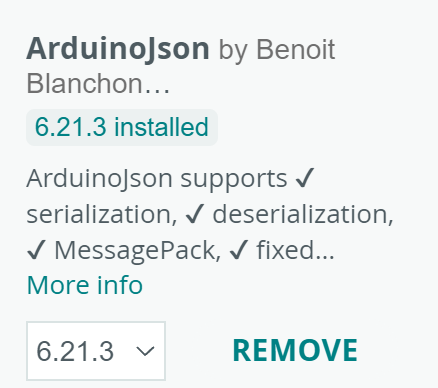 ArduinoJson by Benoit
Blanchon...
6.21.3 installed
ArduinoJson supports ✔
serialization, ✔ deserialization,
✔ MessagePack, ✔ fixed...
More info
6.21.3
REMOVE